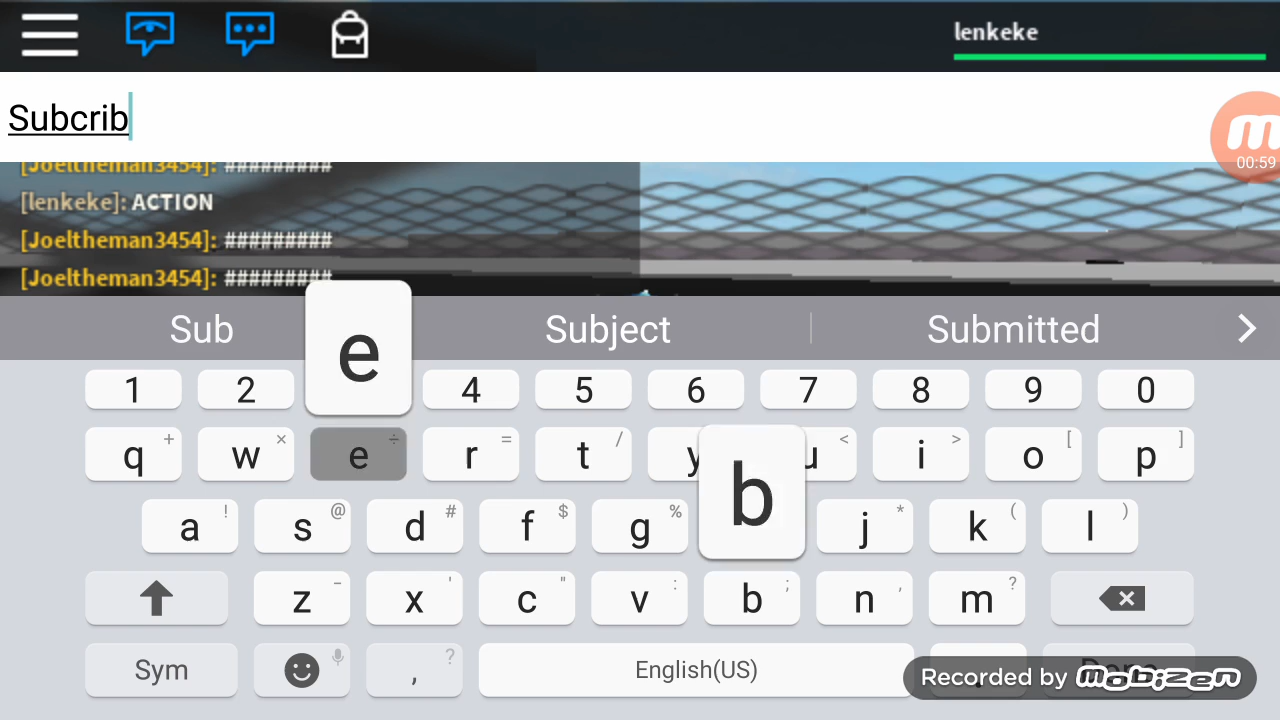 lenkeke
Subcrib
00:59
[Joeltheman3454]: #########
[lenkeke]: ACTION
[Joeltheman3454]: #########
[Joeltheman3454]: #########
Sub Subject Submitted
e
1 2 4 5 6 7 8 9 0
+ × ÷ = / < > [ ]
q w e r t y u i o p
b
! @ # $ % * ( )
a s d f g j k l
- ' " : ; , ?
z x c v b n m
Sym , ? English(US)
Recorded by mobizen